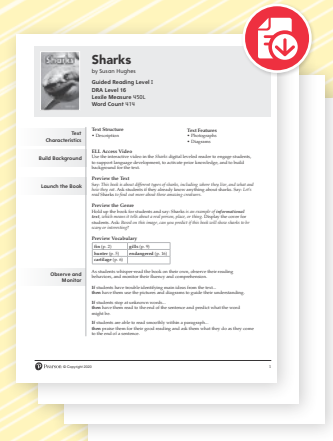 Sharks
Sharks
by Susan Hughes
Guided Reading Level I
DRA Level 16
Lexile Measure 450L
Word Count 414
Text
Characteristics
Text Structure
• Description
Text Features
• Photographs
• Diagrams
Build Background
ELL Access Video
Use the interactive video in the Sharks digital leveled reader to engage students,
to support language development, to activate prior knowledge, and to build
background for the text.
Launch the Book
Preview the Text
Say: This book is about different types of sharks, including where they live, and what and
how they eat. Ask students if they already know anything about sharks. Say: Let's
read Sharks to find out more about these amazing creatures.
Preview the Genre
Hold up the book for students and say: Sharks is an example of informational
text, which means it tells about a real person, place, or thing. Display the cover for
students. Ask: Based on this image, can you predict if this book will show sharks to be
scary or interesting?
Preview Vocabulary
fin (p. 2)
gills (p. 9)
hunter (p. 3)
endangered (p. 16)
cartilage (p. 6)
Observe and
Monitor
As students whisper-read the book on their own, observe their reading
behaviors, and monitor their fluency and comprehension.
If students have trouble identifying main ideas from the text...
then have them use the pictures and diagrams to guide their understanding.
If students stop at unknown words...
then have them read to the end of the sentence and predict what the word
might be.
If students are able to read smoothly within a paragraph...
then praise them for their good reading and ask them what they do as they come
to the end of a sentence.
P Pearson © Copyright
1